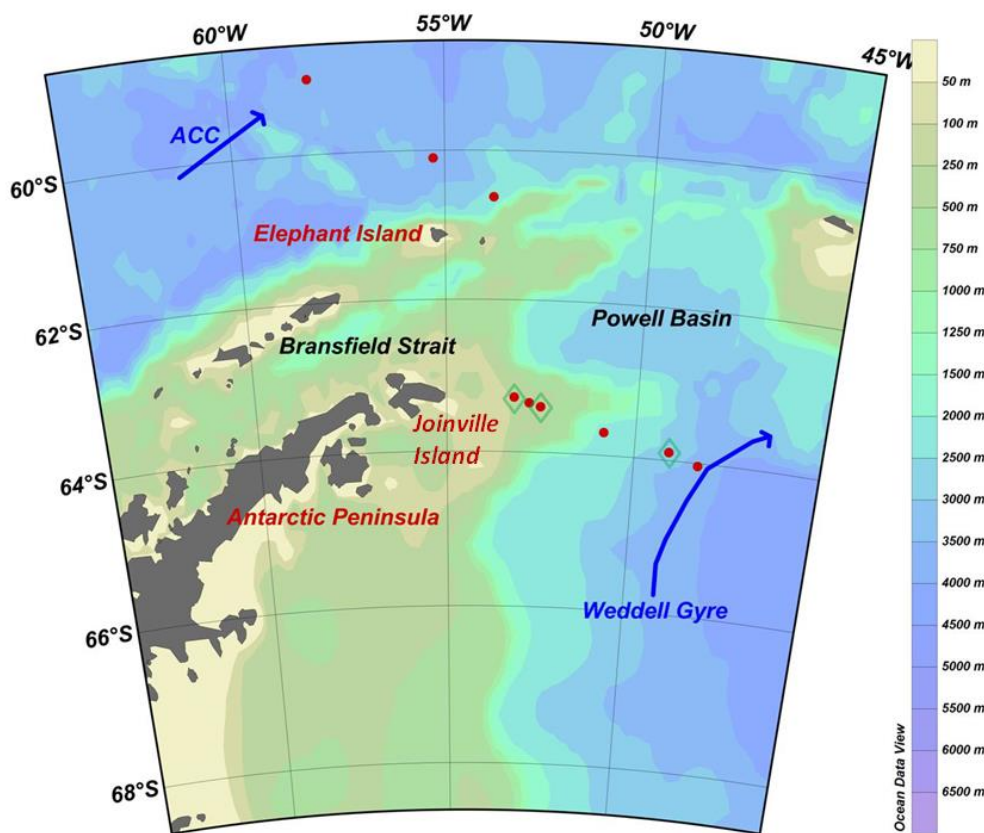 60°W
55°W
50°W
45°W
ACC
60°S
Elephant Island
62°S
Bransfield Strait
Powell Basin
Joinville
Island
64°S
Antarctic Peninsula
Weddell Gyre
66°S
68°S
50 m
100 m
250 m
500 m
750 m
1000 m
1250 m
1500 m
1750 m
2000 m
2500 m
3000 m
3500 m
4000 m
4500 m
5000 m
5500 m
6000 m
6500 m
Ocean Data View